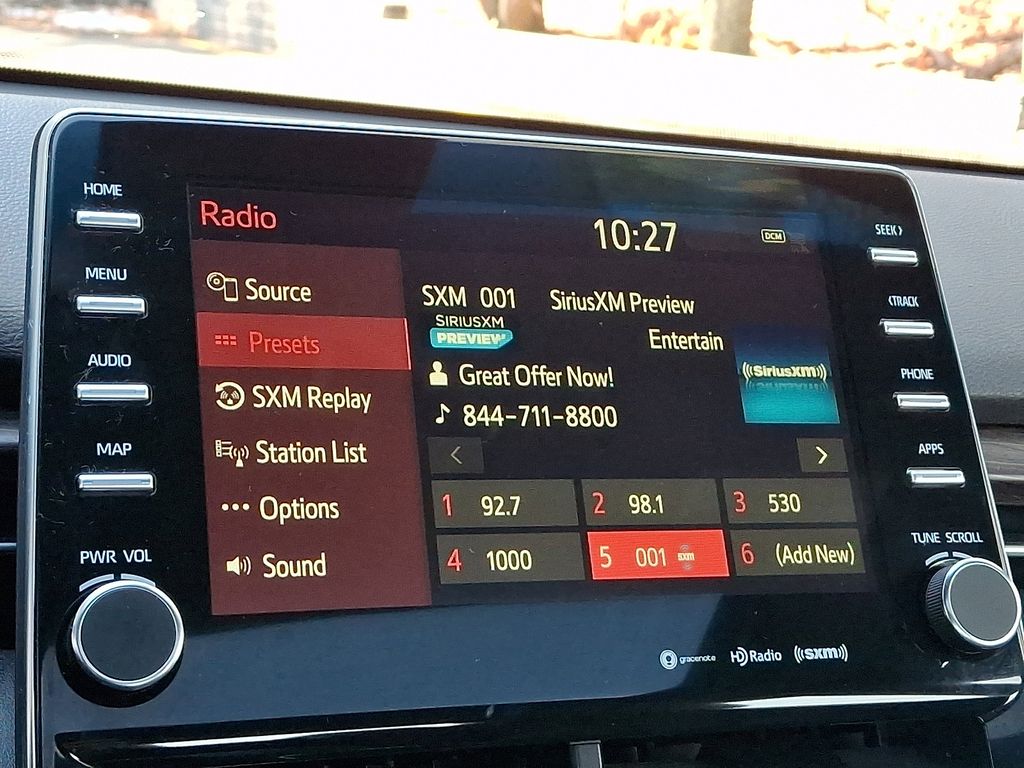 HOME
MENU
AUDIO
MAP
PWR VOL
Radio
10:27
DCM
Source
Presets
SXM Replay
Station List
Options
Sound
SXM 001 SiriusXM Preview
SIRIUSXM
PREVIEW
Entertain
Great Offer Now!
844-711-8800
((SiriusXM))
<
>
1 92.7
2 98.1
3 530
4 1000
5 001 sxm
6 (Add New)
SEEK>
<TRACK
PHONE
APPS
TUNE SCROLL
gracenote
HD Radio
((sxm))